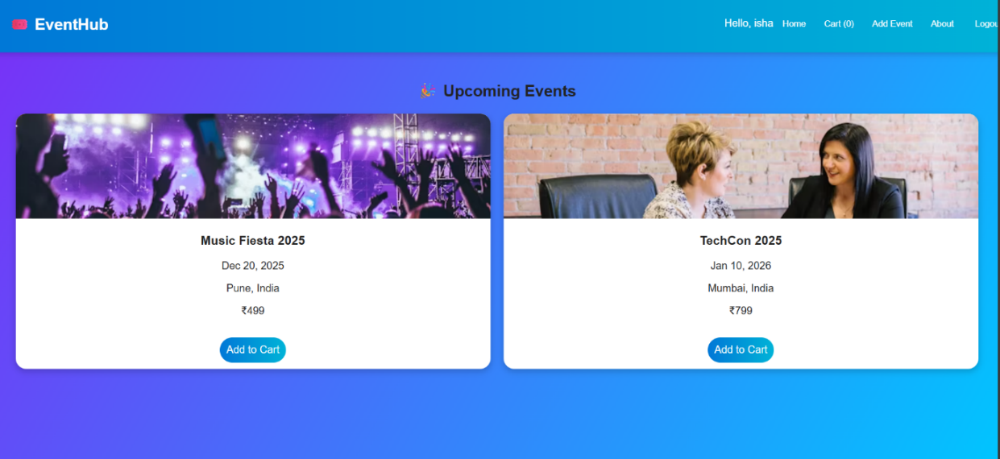 🎟️ EventHub
Hello, isha Home Cart (0) Add Event About Logou
🎉 Upcoming Events
Music Fiesta 2025
Dec 20, 2025
Pune, India
₹499
Add to Cart
TechCon 2025
Jan 10, 2026
Mumbai, India
₹799
Add to Cart